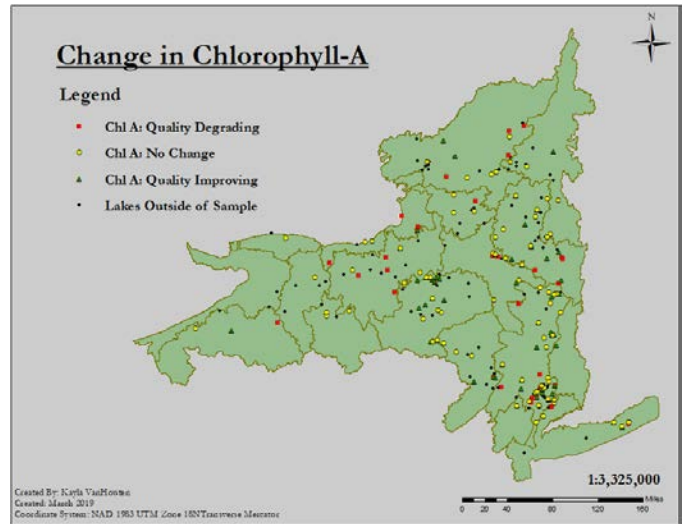 N
Change in Chlorophyll-A
Legend
Chl A: Quality Degrading
Chl A: No Change
Chl A: Quality Improving
Lakes Outside of Sample
1:3,325,000
Miles
0 20 40 80 120 160
Created By: Kayla VanHouten
Created: March 2019
Coordinate System: NAD 1983 UTM Zone 18NTransverse Mercator